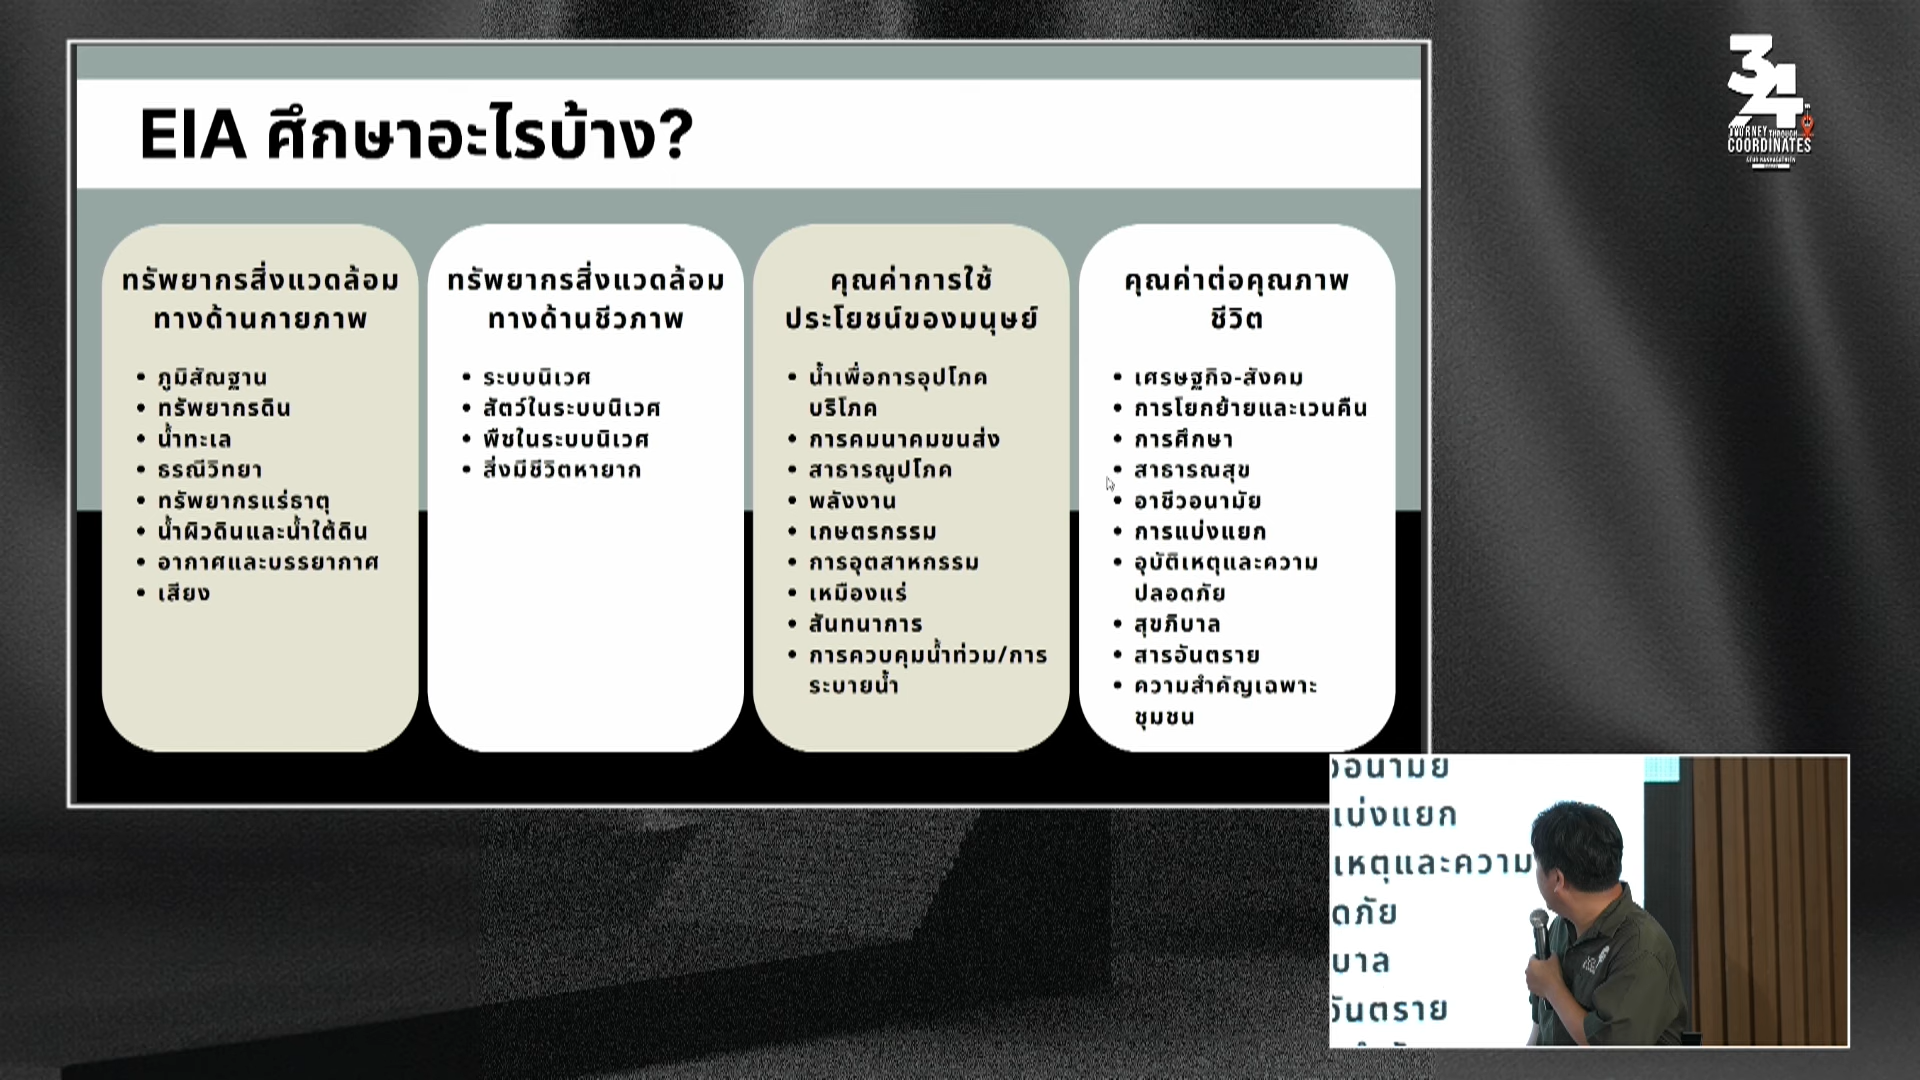 EIA ศึกษาอะไรบ้าง?
ทรัพยากรสิ่งแวดล้อม
ทางด้านกายภาพ
• ภูมิสัณฐาน
• ทรัพยากรดิน
• น้ำทะเล
• ธรณีวิทยา
• ทรัพยากรแร่ธาตุ
• น้ำผิวดินและน้ำใต้ดิน
• อากาศและบรรยากาศ
• เสียง
ทรัพยากรสิ่งแวดล้อม
ทางด้านชีวภาพ
• ระบบนิเวศ
• สัตว์ในระบบนิเวศ
• พืชในระบบนิเวศ
• สิ่งมีชีวิตหายาก
คุณค่าการใช้
ประโยชน์ของมนุษย์
• น้ำเพื่อการอุปโภค
บริโภค
• การคมนาคมขนส่ง
• สาธารณูปโภค
• พลังงาน
• เกษตรกรรม
• การอุตสาหกรรม
• เหมืองแร่
• สันทนาการ
• การควบคุมน้ำท่วม/การ
ระบายน้ำ
คุณค่าต่อคุณภาพ
ชีวิต
• เศรษฐกิจ-สังคม
• การโยกย้ายและเวนคืน
• การศึกษา
• สาธารณสุข
• อาชีวอนามัย
• การแบ่งแยก
• อุบัติเหตุและความ
ปลอดภัย
• สุขภิบาล
• สารอันตราย
• ความสำคัญเฉพาะ
ชุมชน
34
JOURNEY THROUGH
COORDINATES
วอนามัย
แบ่งแยก
เหตุและความ
ดภัย
บาล
อันตราย